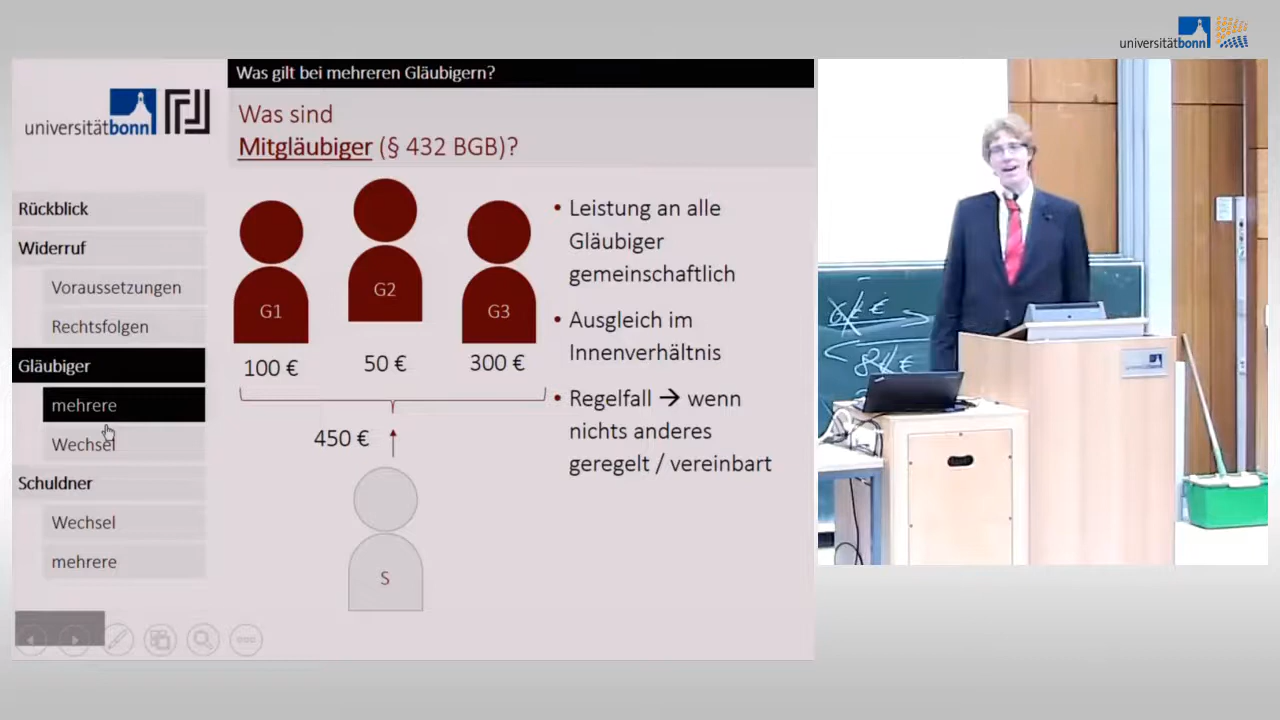 universitätbonn
Was gilt bei mehreren Gläubigern?
universitätbonn
Was sind
Mitgläubiger (§ 432 BGB)?
Rückblick
Widerruf
Voraussetzungen
Rechtsfolgen
Gläubiger
mehrere
Wechsel
Schuldner
Wechsel
mehrere
G1
G2
G3
100 €
50 €
300 €
450 €
S
• Leistung an alle
Gläubiger
gemeinschaftlich
• Ausgleich im
Innenverhältnis
• Regelfall → wenn
nichts anderes
geregelt / vereinbart